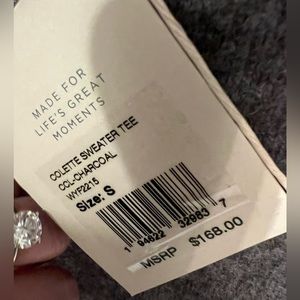 MADE FOR
LIFE'S GREAT
MOMENTS
COLETTE SWEATER TEE
COL-CHARCOAL
WYF2215
Size: S
1 94622 32983 7
MSRP $168.00